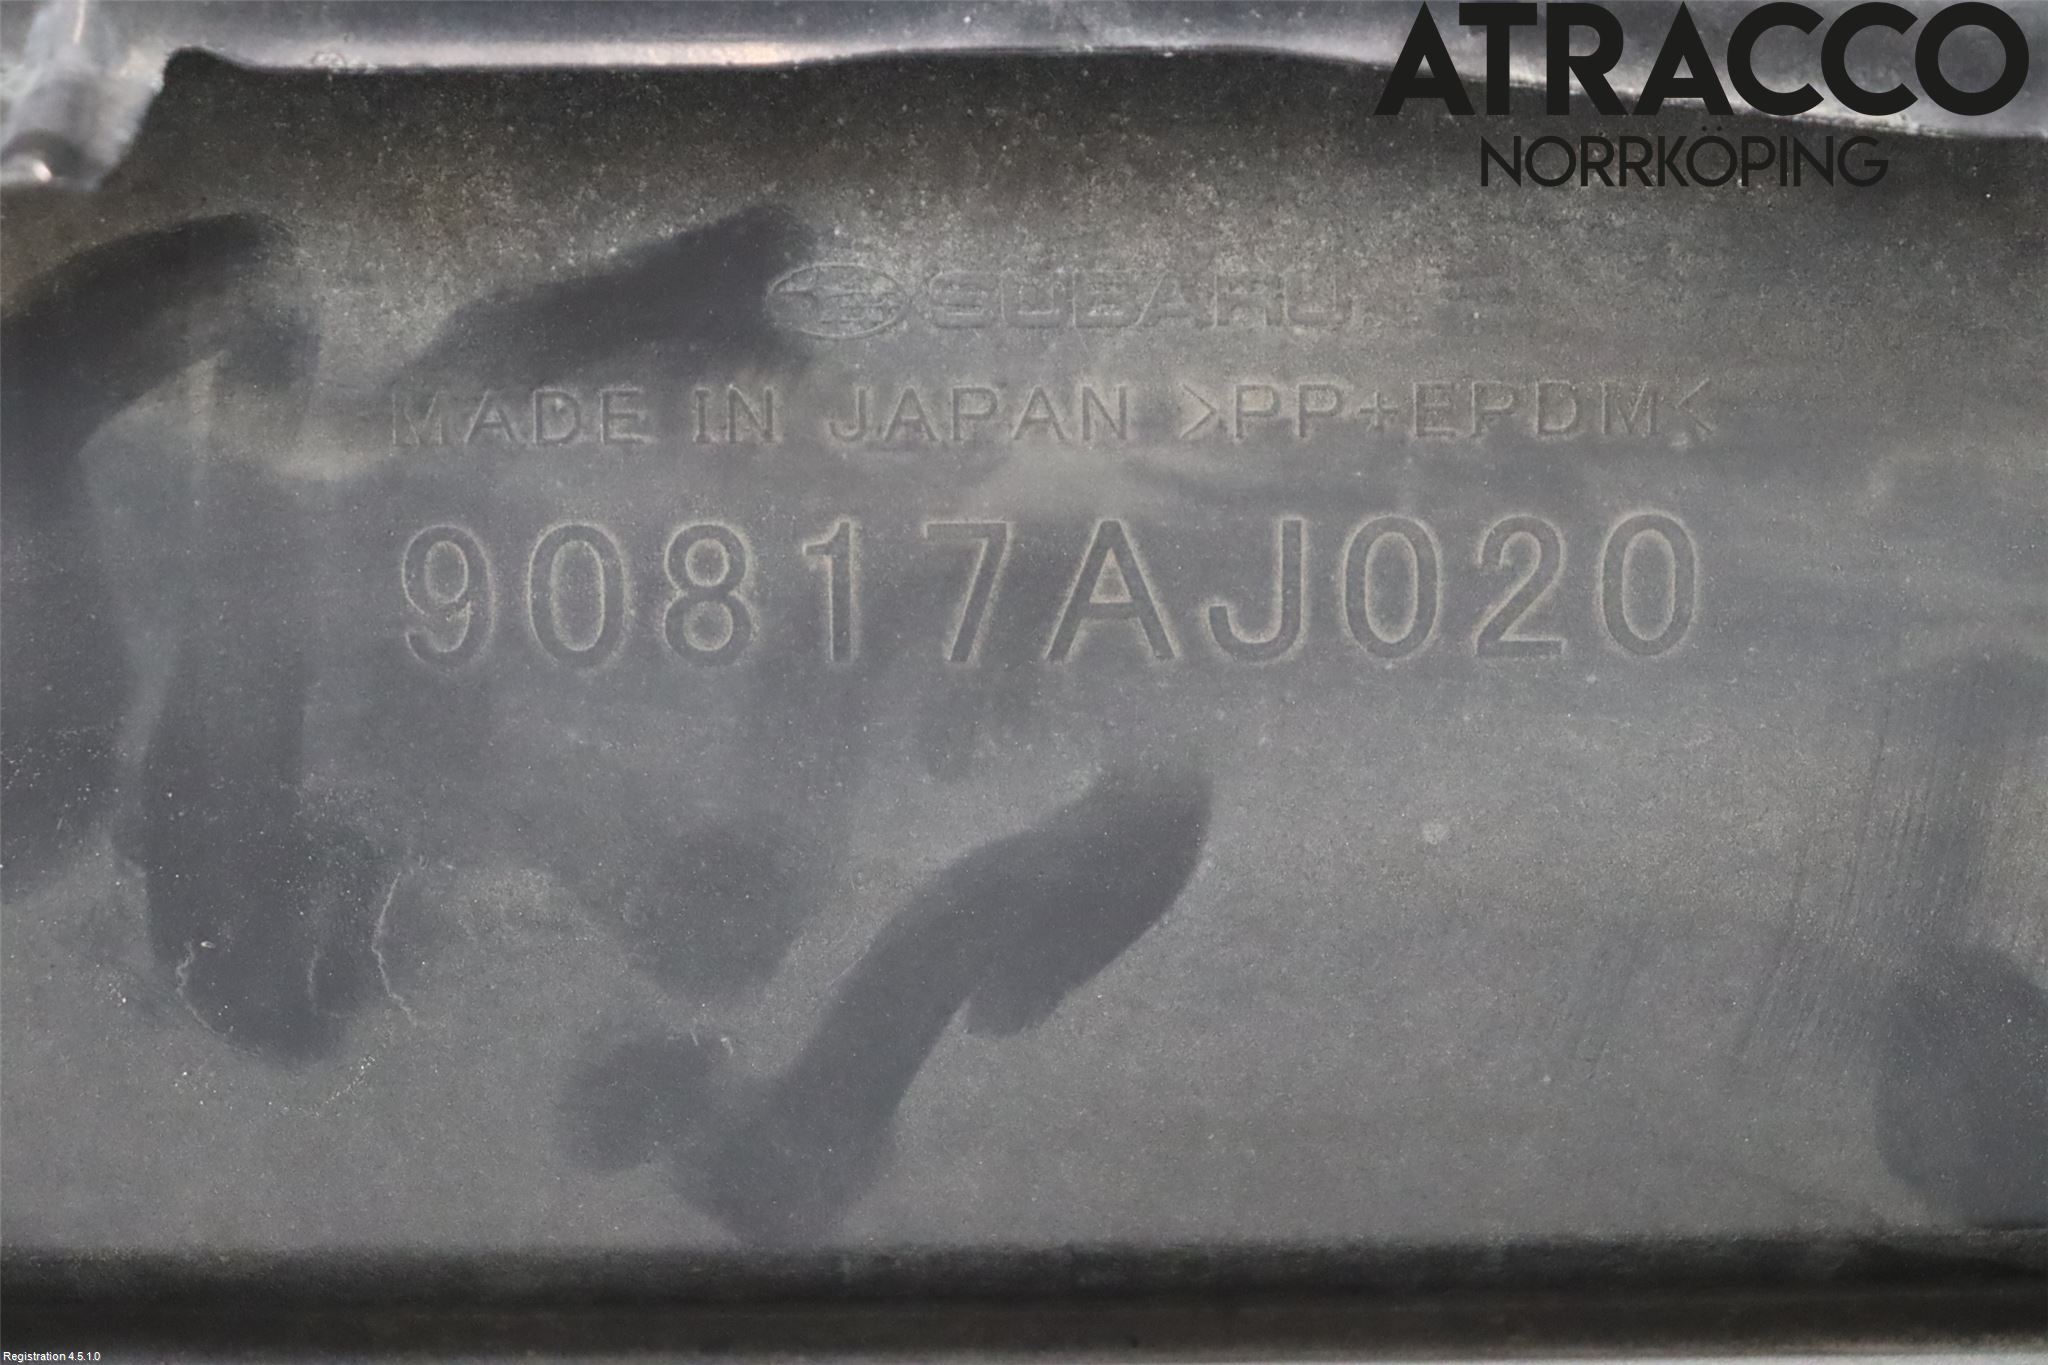 ATRACCO
NORRKÖPING
SUBARU
MADE IN JAPAN >PP+EPDM<
90817AJ020
Registration 4.5.1.0